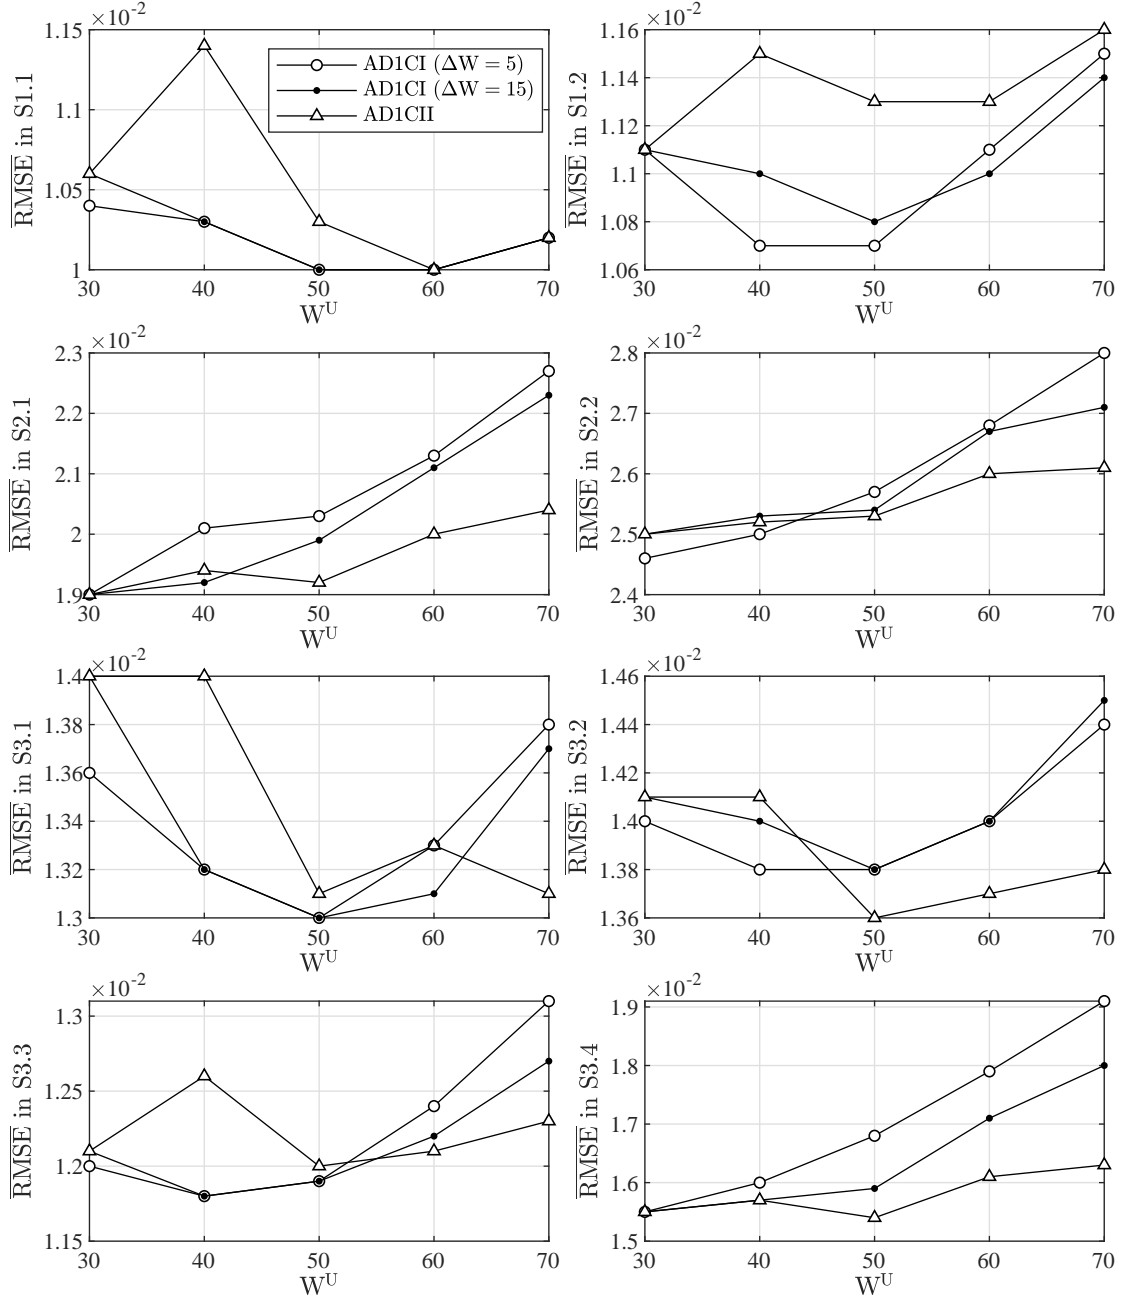 ×10-2
1.15
1.1
1.05
1
30 40 50 60 70
WU
RMSE in S1.1
AD1CI (ΔW = 5)
AD1CI (ΔW = 15)
AD1CII
×10-2
1.16
1.14
1.12
1.1
1.08
1.06
30 40 50 60 70
WU
RMSE in S1.2
×10-2
2.3
2.2
2.1
2
1.9
30 40 50 60 70
WU
RMSE in S2.1
×10-2
2.8
2.7
2.6
2.5
2.4
30 40 50 60 70
WU
RMSE in S2.2
×10-2
1.4
1.38
1.36
1.34
1.32
1.3
30 40 50 60 70
WU
RMSE in S3.1
×10-2
1.46
1.44
1.42
1.4
1.38
1.36
30 40 50 60 70
WU
RMSE in S3.2
×10-2
1.3
1.25
1.2
1.15
30 40 50 60 70
WU
RMSE in S3.3
×10-2
1.9
1.8
1.7
1.6
1.5
30 40 50 60 70
WU
RMSE in S3.4